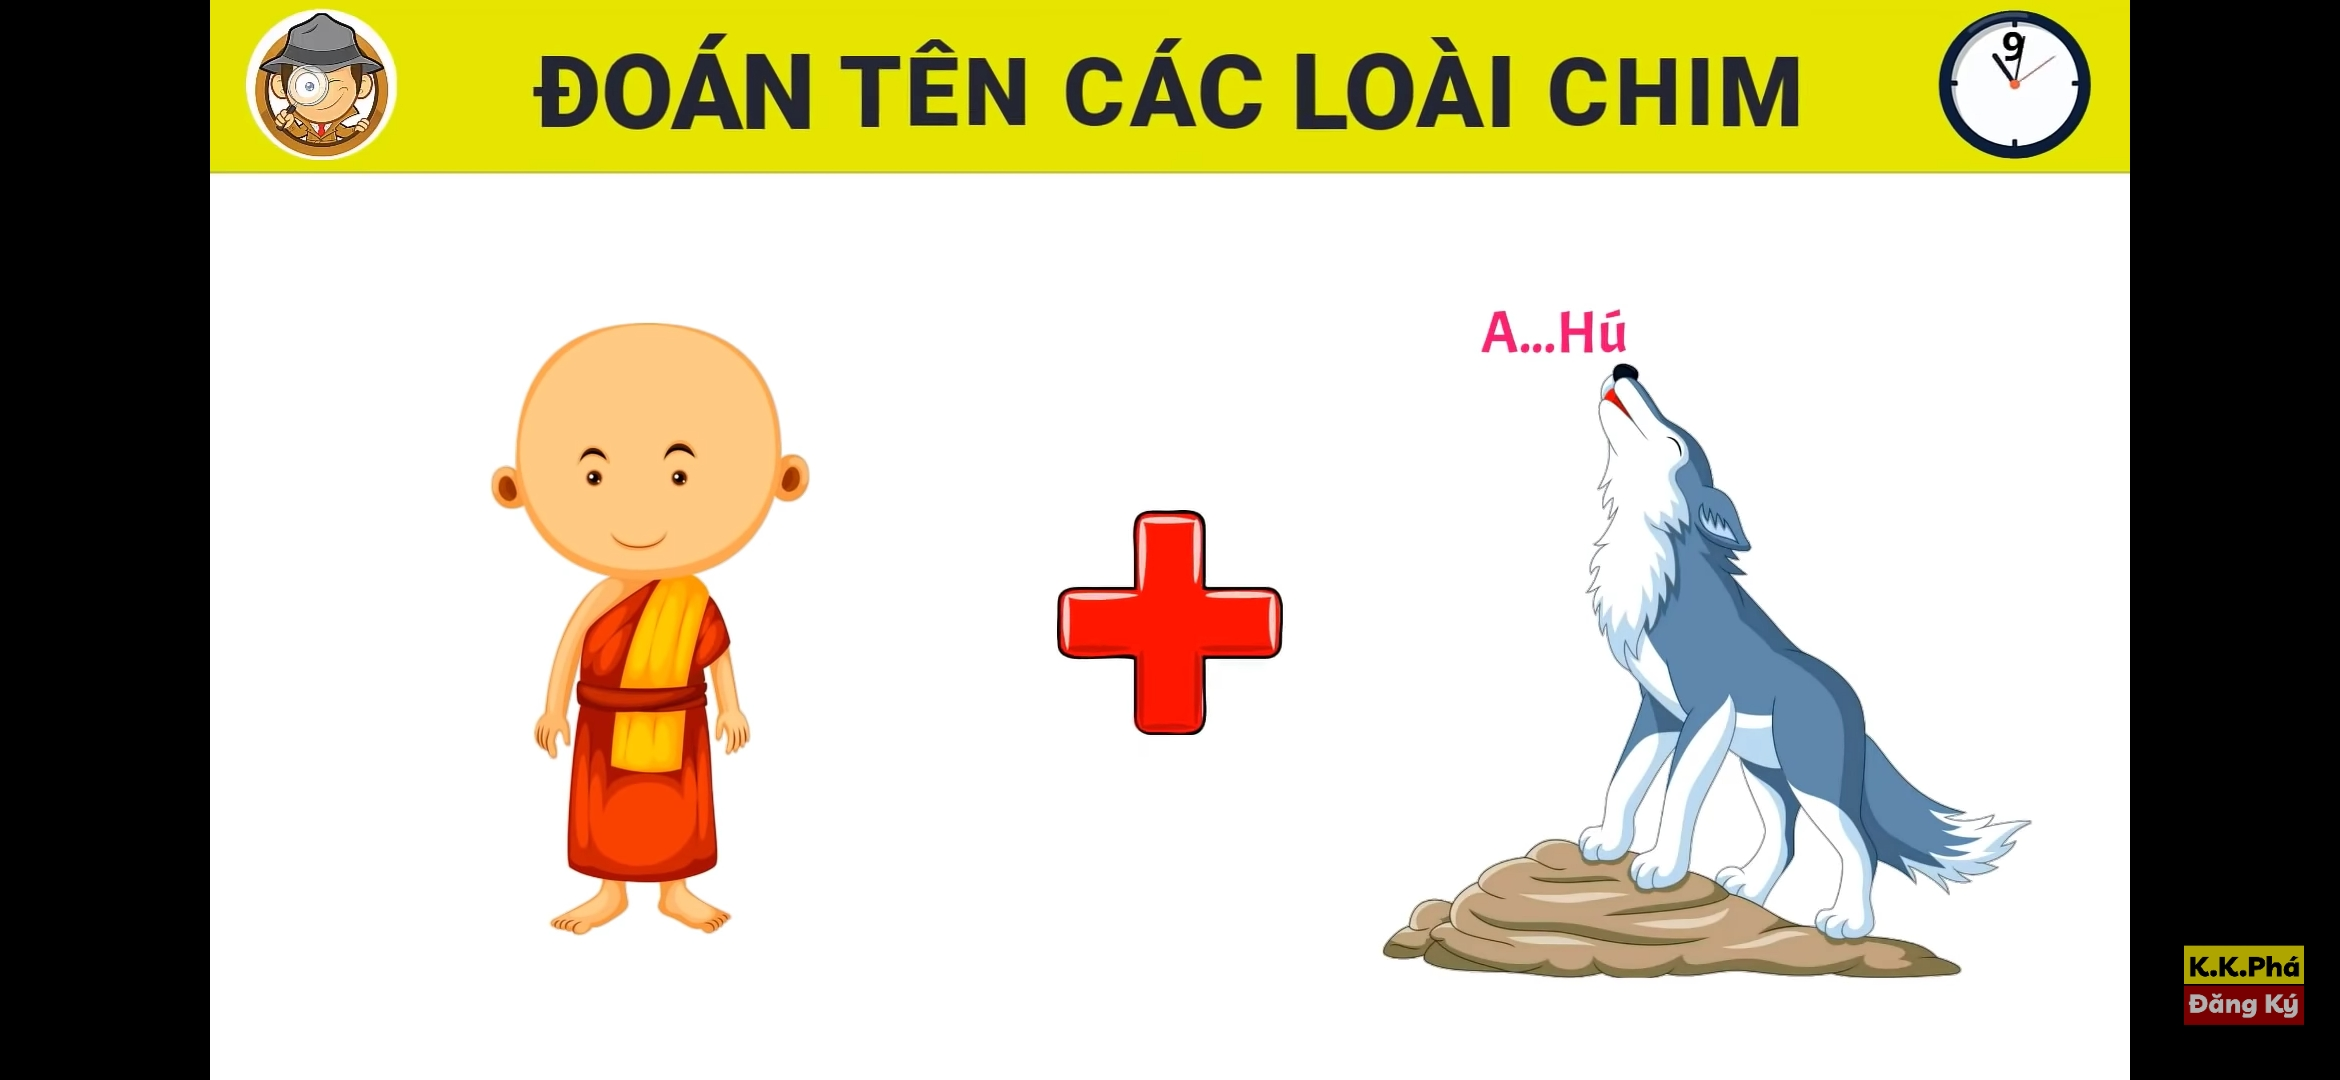 ĐOÁN TÊN CÁC LOÀI CHIM
9
A...Hú
K.K.Phá
Đăng Ký